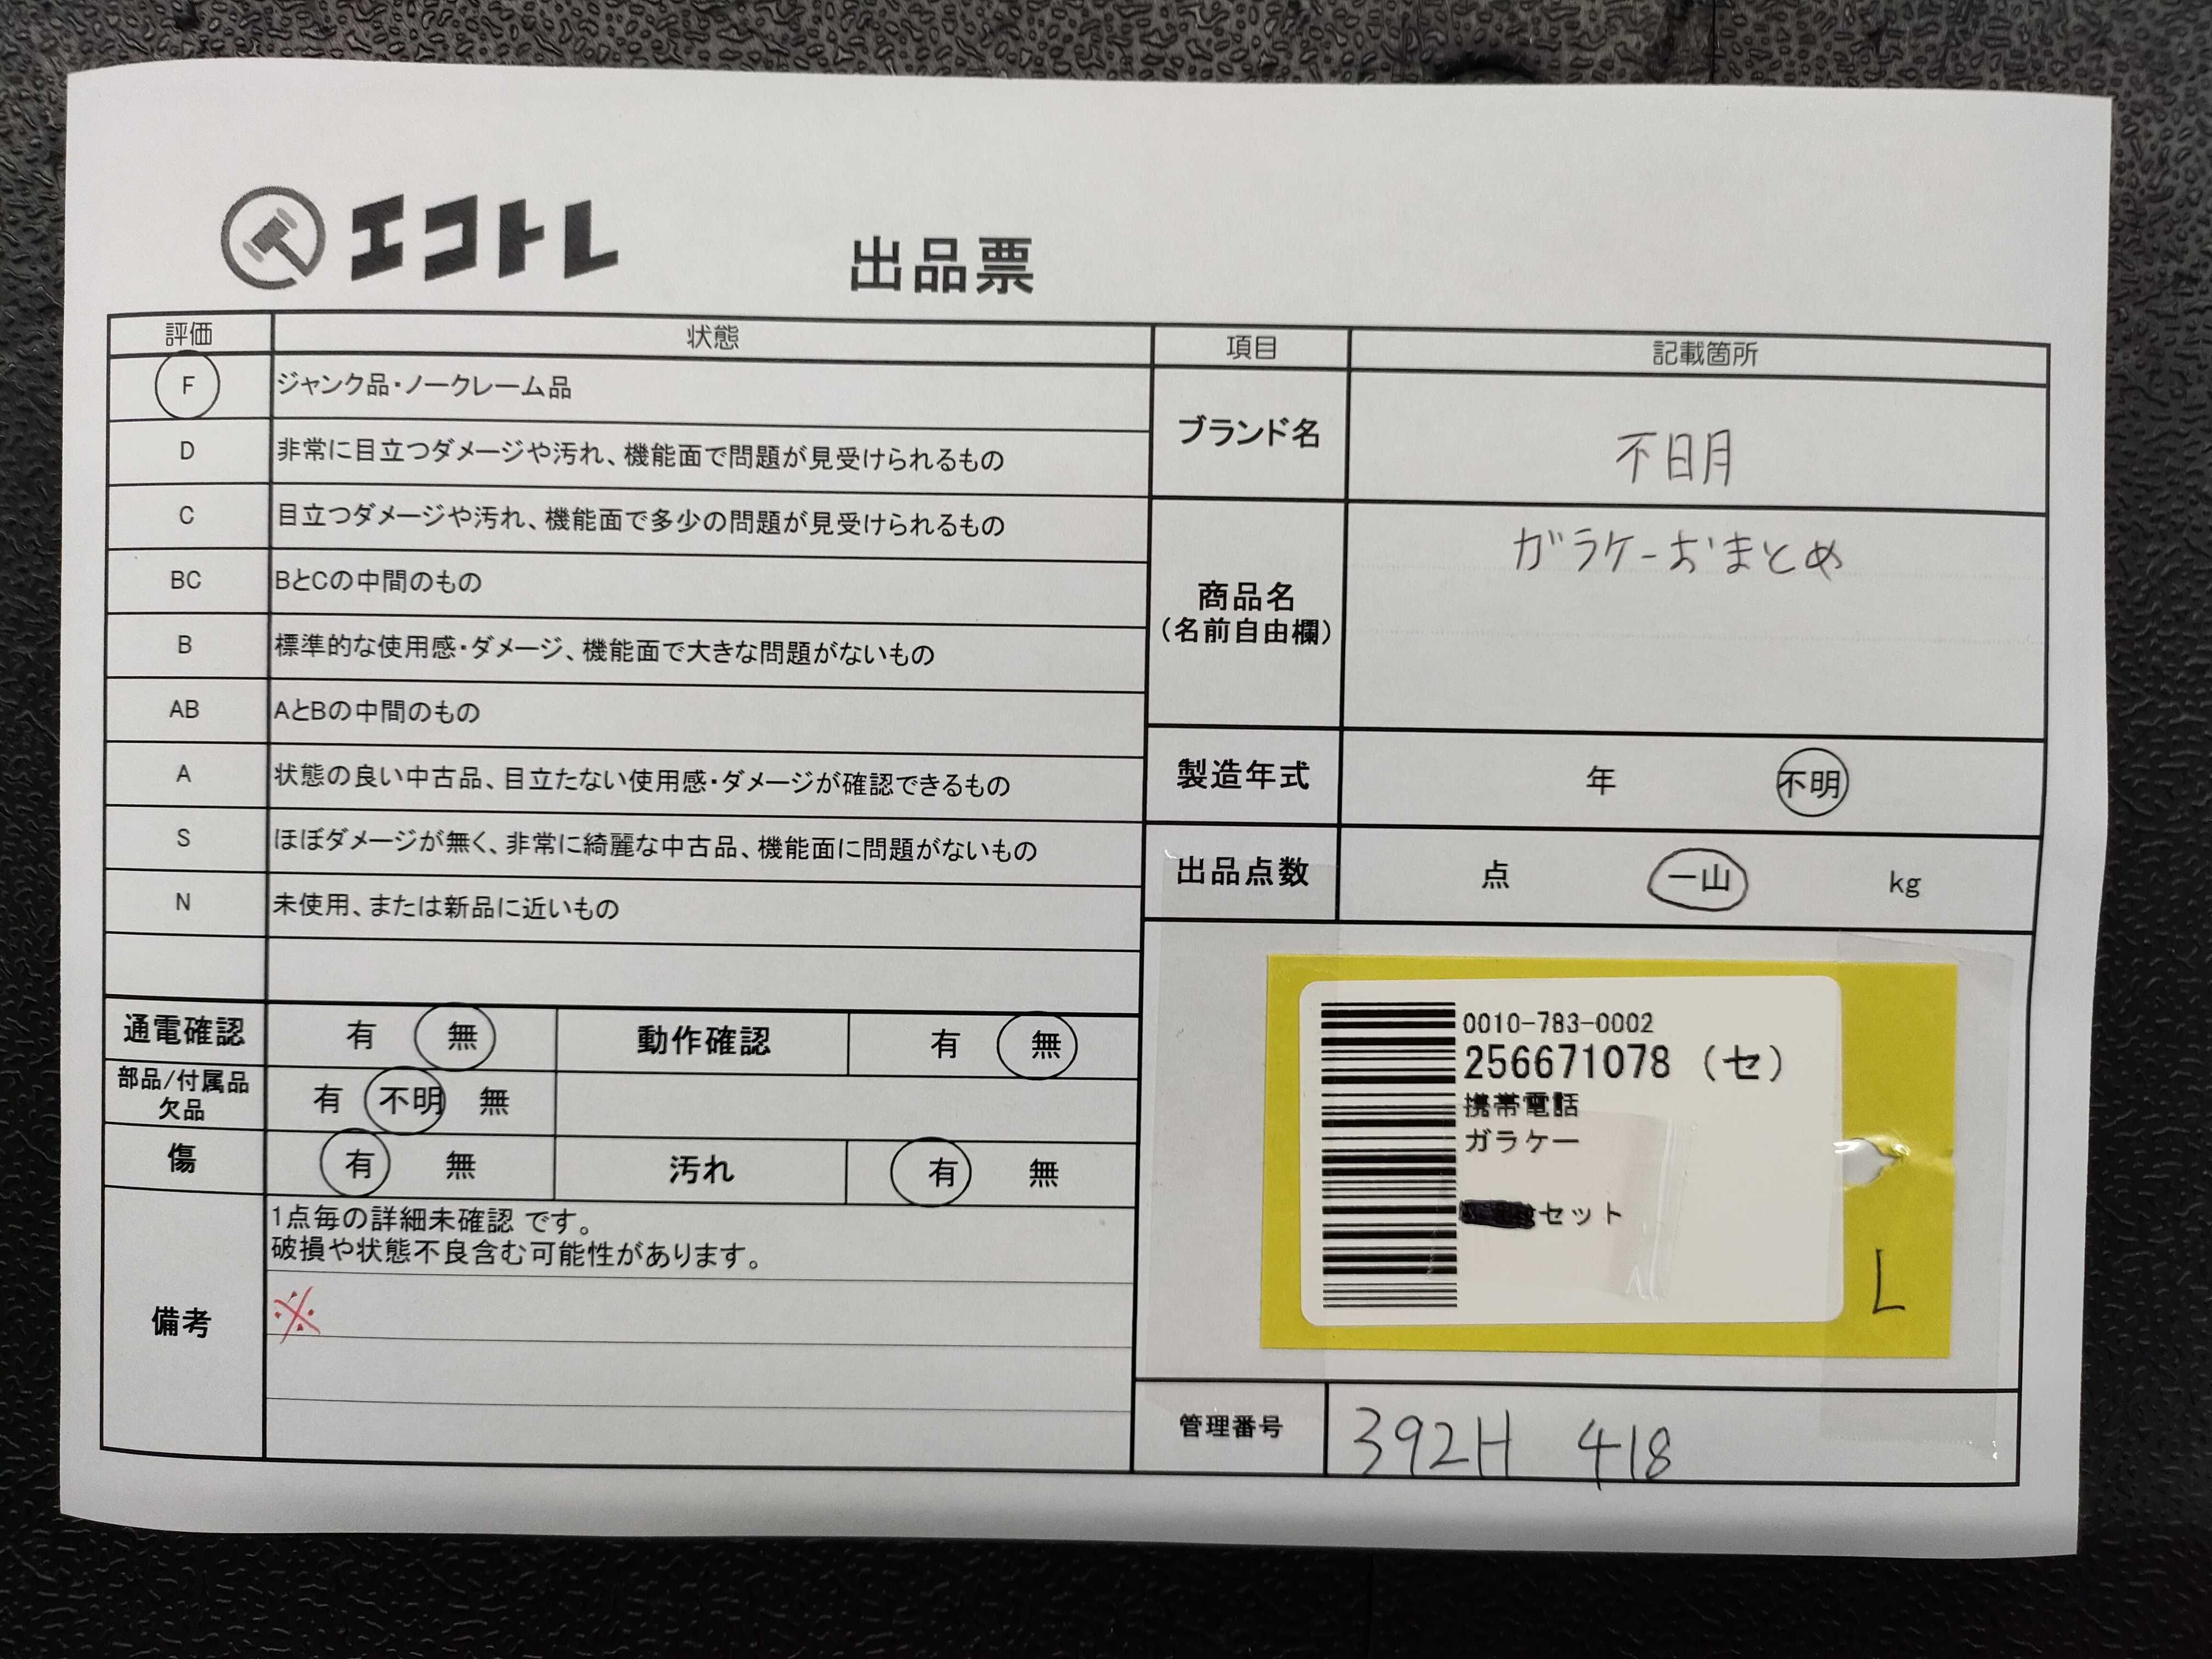 エコトレ
出品票
評価 状態
F ジャンク品・ノークレーム品
D 非常に目立つダメージや汚れ、機能面で問題が見受けられるもの
C 目立つダメージや汚れ、機能面で多少の問題が見受けられるもの
BC BとCの中間のもの
B 標準的な使用感・ダメージ、機能面で大きな問題がないもの
AB AとBの中間のもの
A 状態の良い中古品、目立たない使用感・ダメージが確認できるもの
S ほぼダメージが無く、非常に綺麗な中古品、機能面に問題がないもの
N 未使用、または新品に近いもの
通電確認 有 無 動作確認 有 無
部品/付属品
欠品 有 不明 無
傷 有 無 汚れ 有 無
備考
1点毎の詳細未確認 です。
破損や状態不良含む可能性があります。
※
項目 記載箇所
ブランド名 不明
商品名
(名前自由欄)
ガラケーおまとめ
製造年式 年 不明
出品点数 点 一山 kg
0010-783-0002
256671078 (セ)
携帯電話
ガラケー
セット
L
管理番号 392H 418